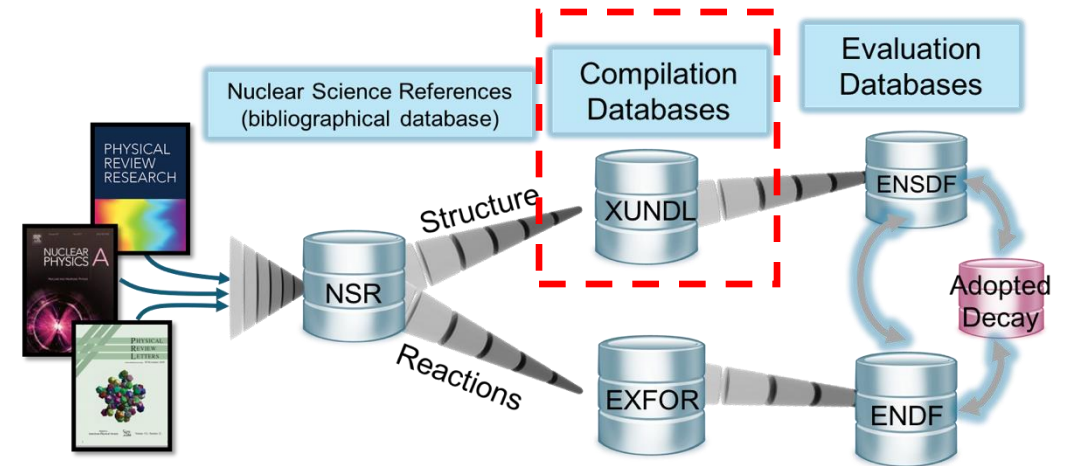 Nuclear Science References
(bibliographical database)
Compilation
Databases
Evaluation
Databases
PHYSICAL
REVIEW
RESEARCH
NUCLEAR
PHYSICS A
PHYSICAL
REVIEW
LETTERS
NSR
Structure
Reactions
XUNDL
EXFOR
ENSDF
Adopted
Decay
ENDF